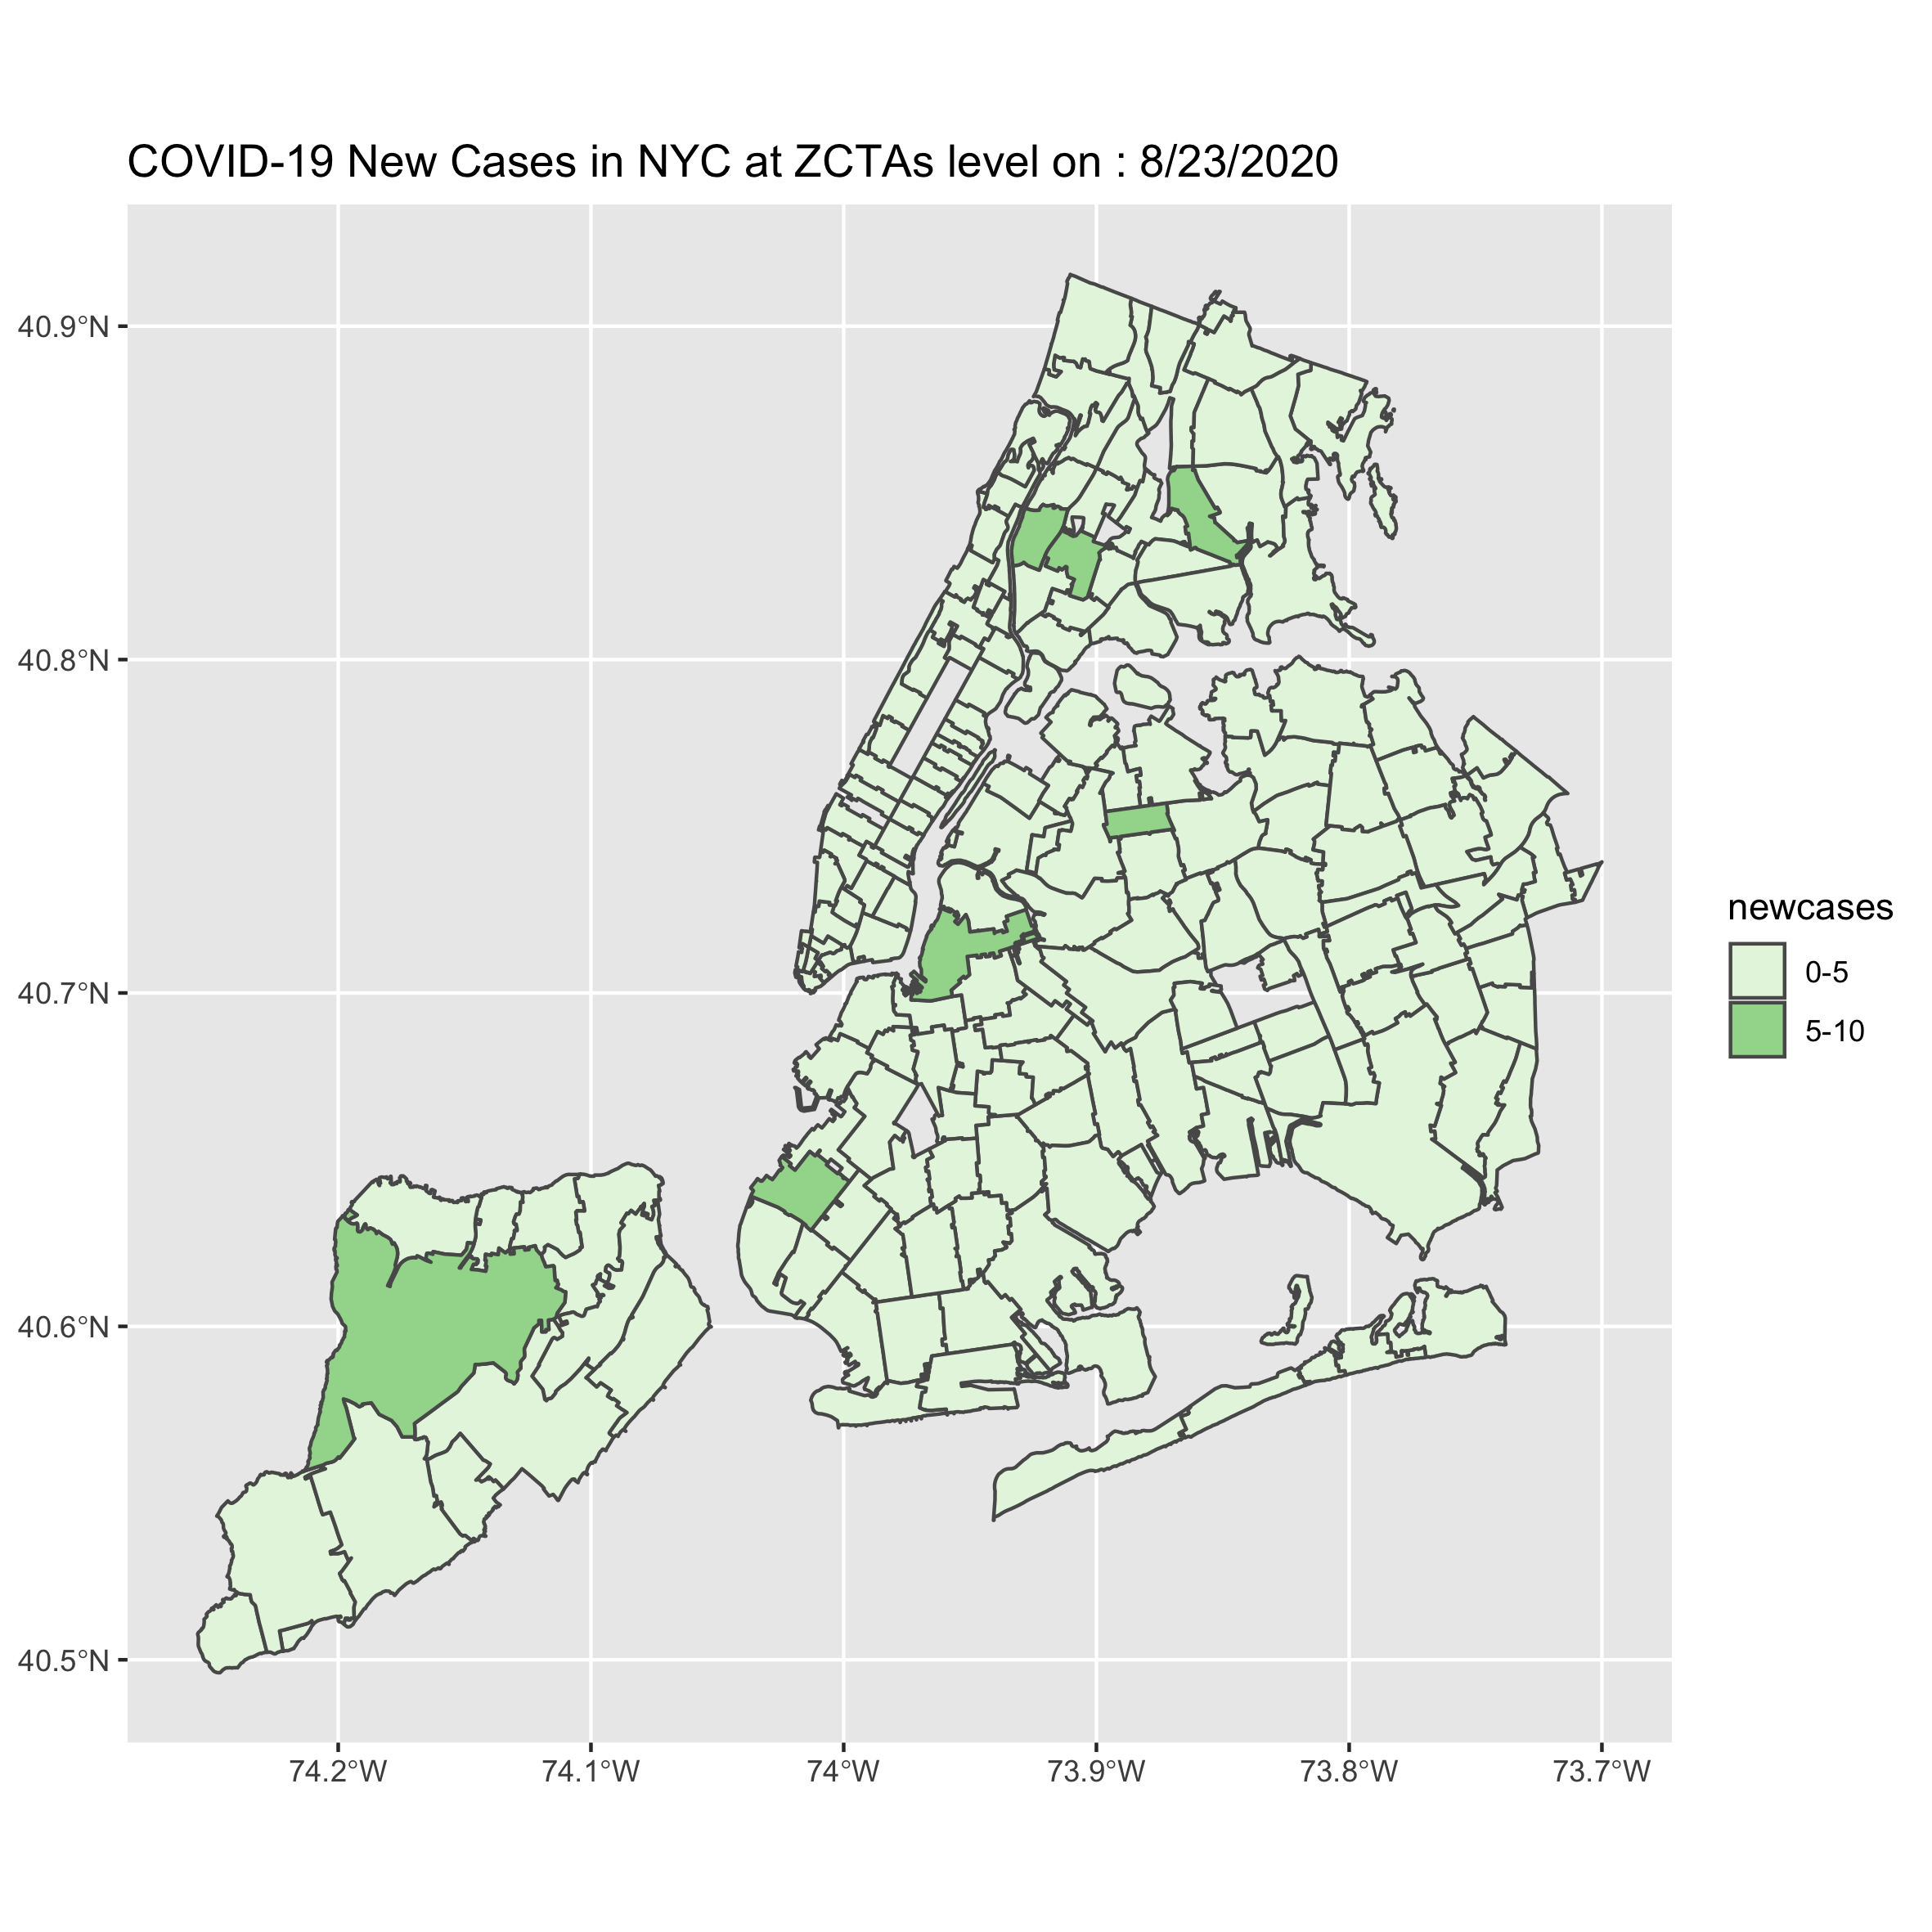 COVID-19 New Cases in NYC at ZCTAs level on : 8/23/2020
40.9°N
40.8°N
40.7°N
40.6°N
40.5°N
74.2°W
74.1°W
74°W
73.9°W
73.8°W
73.7°W
newcases
0-5
5-10